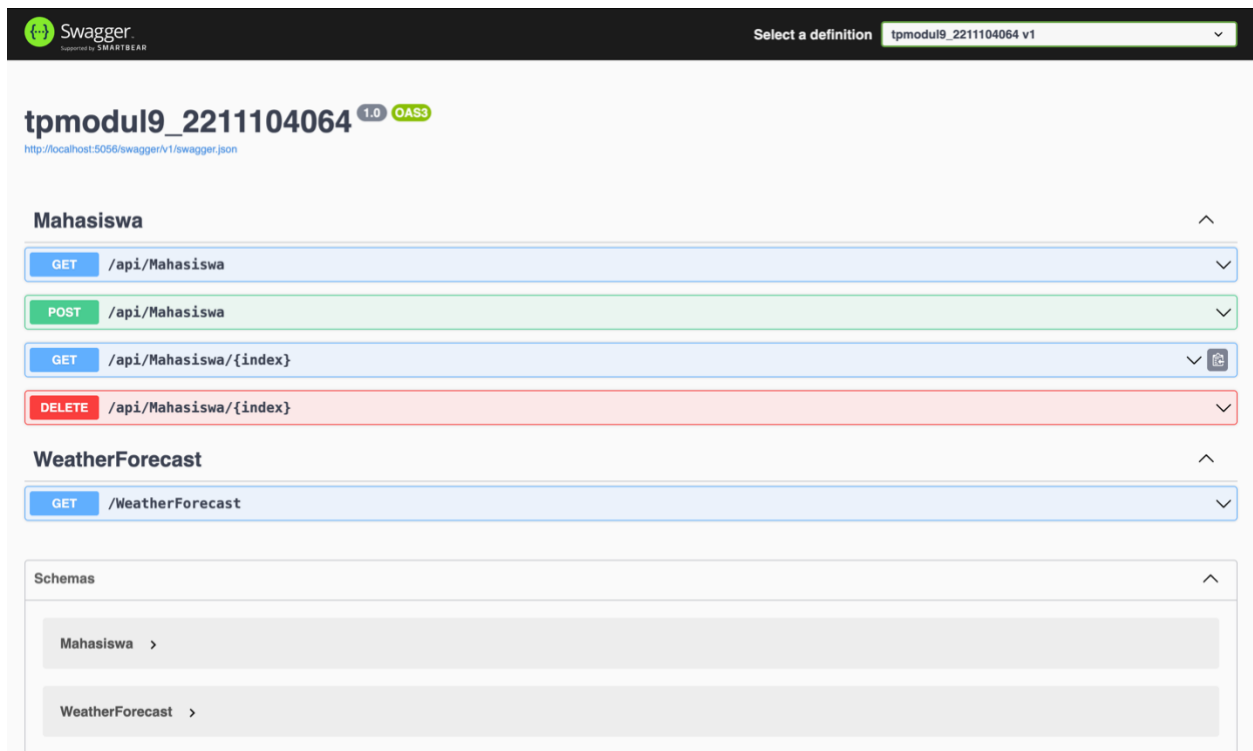 Swagger.
Supported by SMARTBEAR
Select a definition
tpmodul9_2211104064 v1
tpmodul9_2211104064 1.0 OAS3
http://localhost:5056/swagger/v1/swagger.json
Mahasiswa
GET /api/Mahasiswa
POST /api/Mahasiswa
GET /api/Mahasiswa/{index}
DELETE /api/Mahasiswa/{index}
WeatherForecast
GET /WeatherForecast
Schemas
Mahasiswa
WeatherForecast